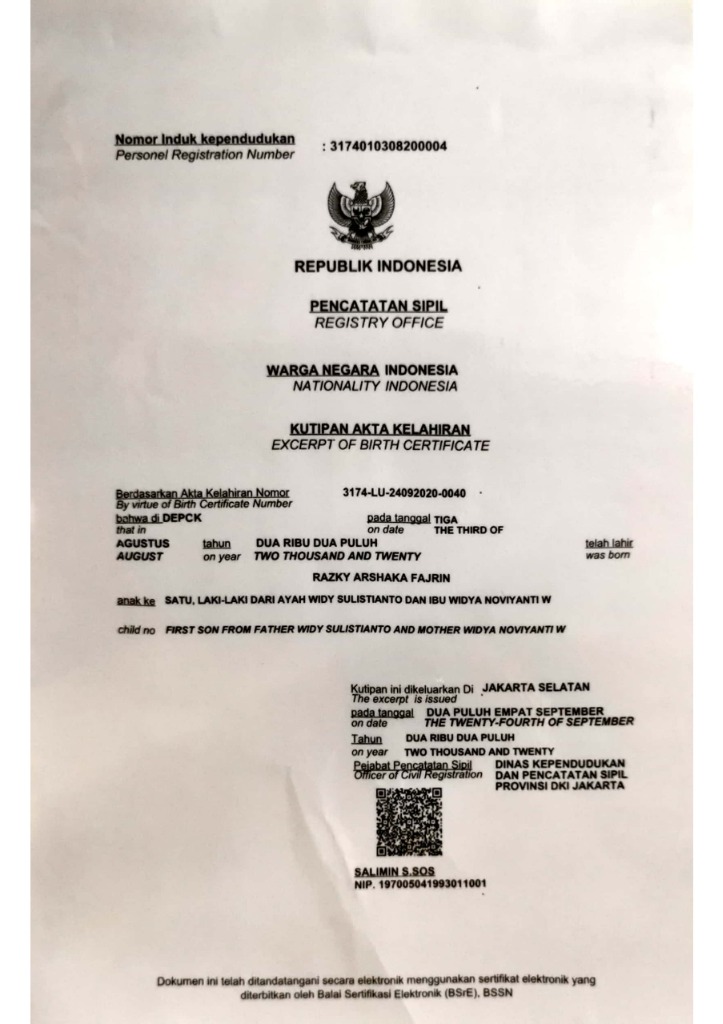 Nomor Induk kependudukan : 3174010308200004
Personel Registration Number
REPUBLIK INDONESIA
PENCATATAN SIPIL
REGISTRY OFFICE
WARGA NEGARA INDONESIA
NATIONALITY INDONESIA
KUTIPAN AKTA KELAHIRAN
EXCERPT OF BIRTH CERTIFICATE
Berdasarkan Akta Kelahiran Nomor 3174-LU-24092020-0040
By virtue of Birth Certificate Number
bahwa di DEPCK pada tanggal TIGA
that in on date THE THIRD OF
AGUSTUS tahun DUA RIBU DUA PULUH telah lahir
AUGUST on year TWO THOUSAND AND TWENTY was born
RAZKY ARSHAKA FAJRIN
anak ke SATU, LAKI-LAKI DARI AYAH WIDY SULISTIANTO DAN IBU WIDYA NOVIYANTI W
child no FIRST SON FROM FATHER WIDY SULISTIANTO AND MOTHER WIDYA NOVIYANTI W
Kutipan ini dikeluarkan Di JAKARTA SELATAN
The excerpt is issued
pada tanggal DUA PULUH EMPAT SEPTEMBER
on date THE TWENTY-FOURTH OF SEPTEMBER
Tahun DUA RIBU DUA PULUH
on year TWO THOUSAND AND TWENTY
Pejabat Pencatatan Sipil DINAS KEPENDUDUKAN
Officer of Civil Registration DAN PENCATATAN SIPIL
PROVINSI DKI JAKARTA
SALIMIN S.SOS
NIP. 197005041993011001
Dokumen ini telah ditandatangani secara elektronik menggunakan sertifikat elektronik yang
diterbitkan oleh Balai Sertifikasi Elektronik (BSrE), BSSN